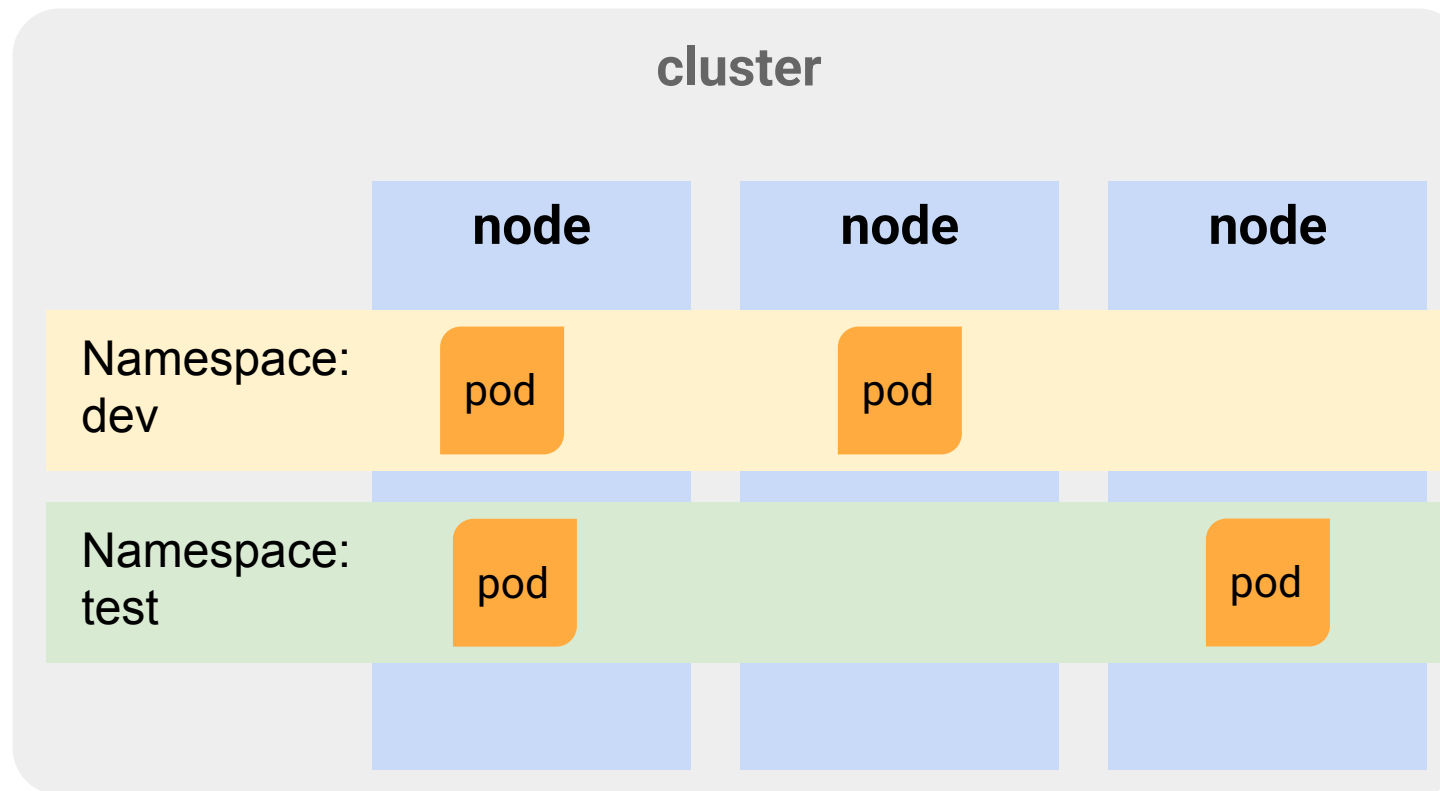 cluster
node node node
Namespace:
dev
pod pod
Namespace:
test
pod pod